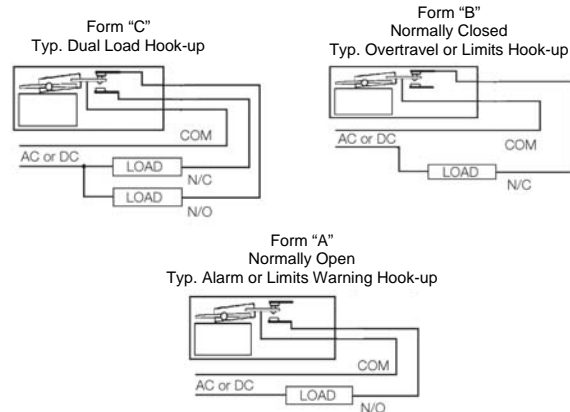 Form “C”
Typ. Dual Load Hook-up
COM
AC or DC
LOAD
N/C
LOAD
N/O
Form “B”
Normally Closed
Typ. Overtravel or Limits Hook-up
AC or DC
COM
LOAD
N/C
Form “A”
Normally Open
Typ. Alarm or Limits Warning Hook-up
COM
AC or DC
LOAD
N/O